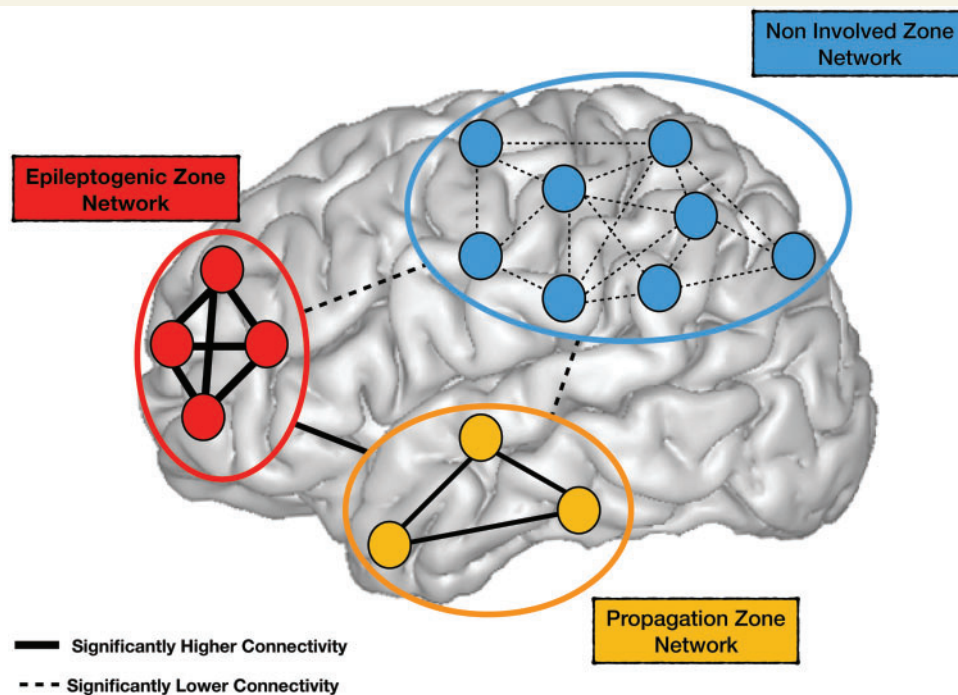 Non Involved Zone
Network
Epileptogenic Zone
Network
Propagation Zone
Network
Significantly Higher Connectivity
Significantly Lower Connectivity